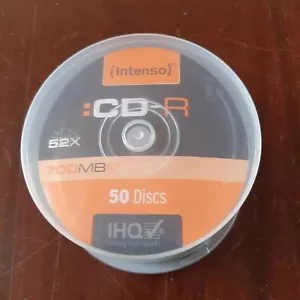 (intenso)
:CD-R
52X
700MB
50 Discs
IHQ